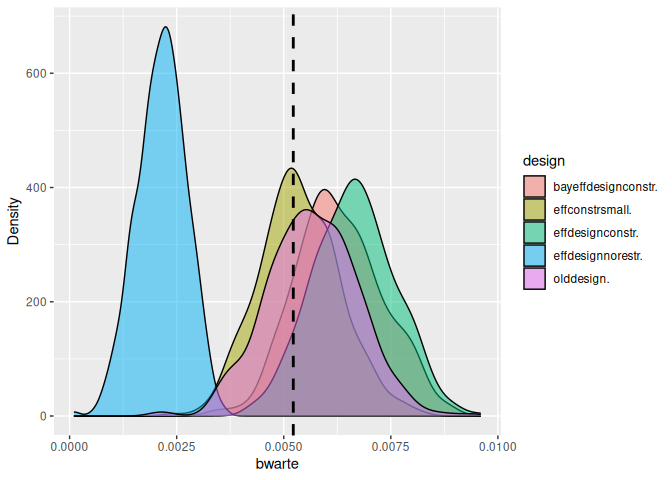 Density
600
400
200
0
0.0000
0.0025
0.0050
0.0075
0.0100
bwarte
design
bayeffdesignconstr.
effconstrsmall.
effdesignconstr.
effdesignnorestr.
olddesign.